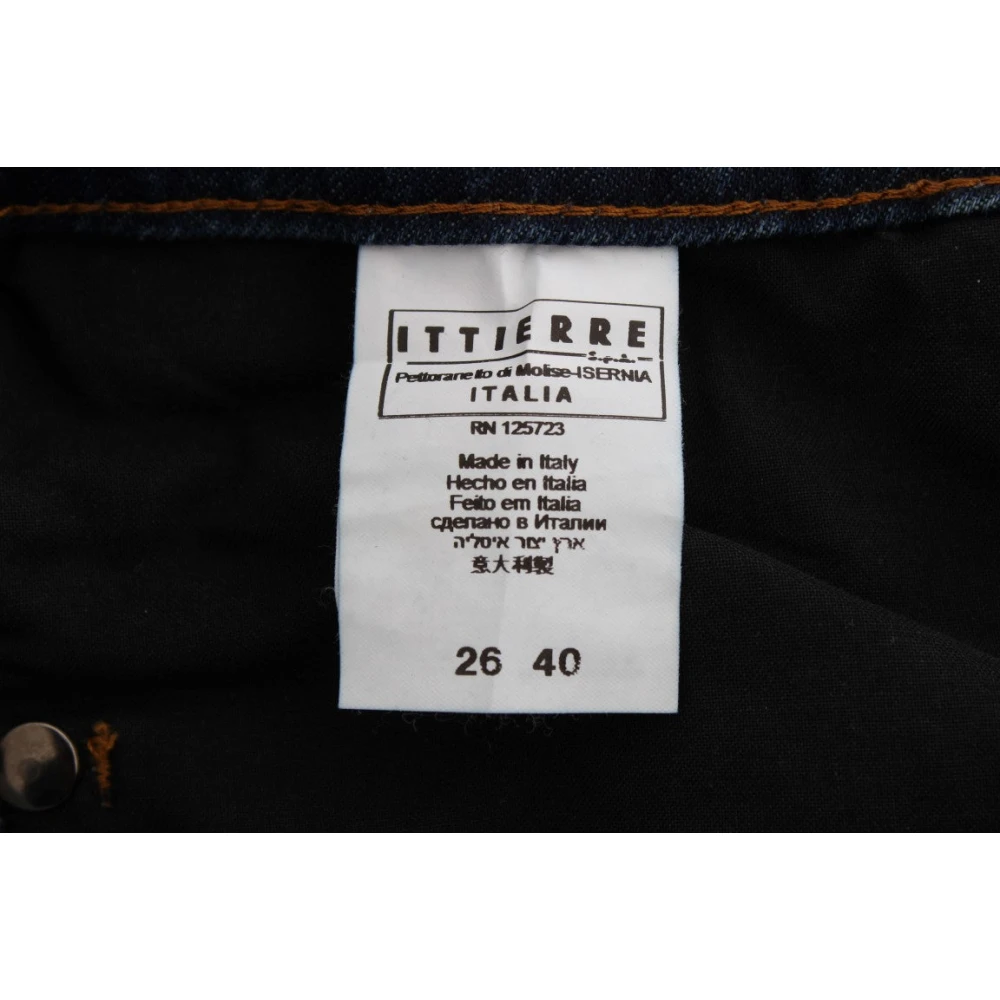 ITTIERRE
S.p.A.
Pettoranello di Molise-ISERNIA
ITALIA
RN 125723
Made in Italy
Hecho en Italia
Feito em Italia
сделано в Италии
ארץ יצור איטליה
意大利製
26 40